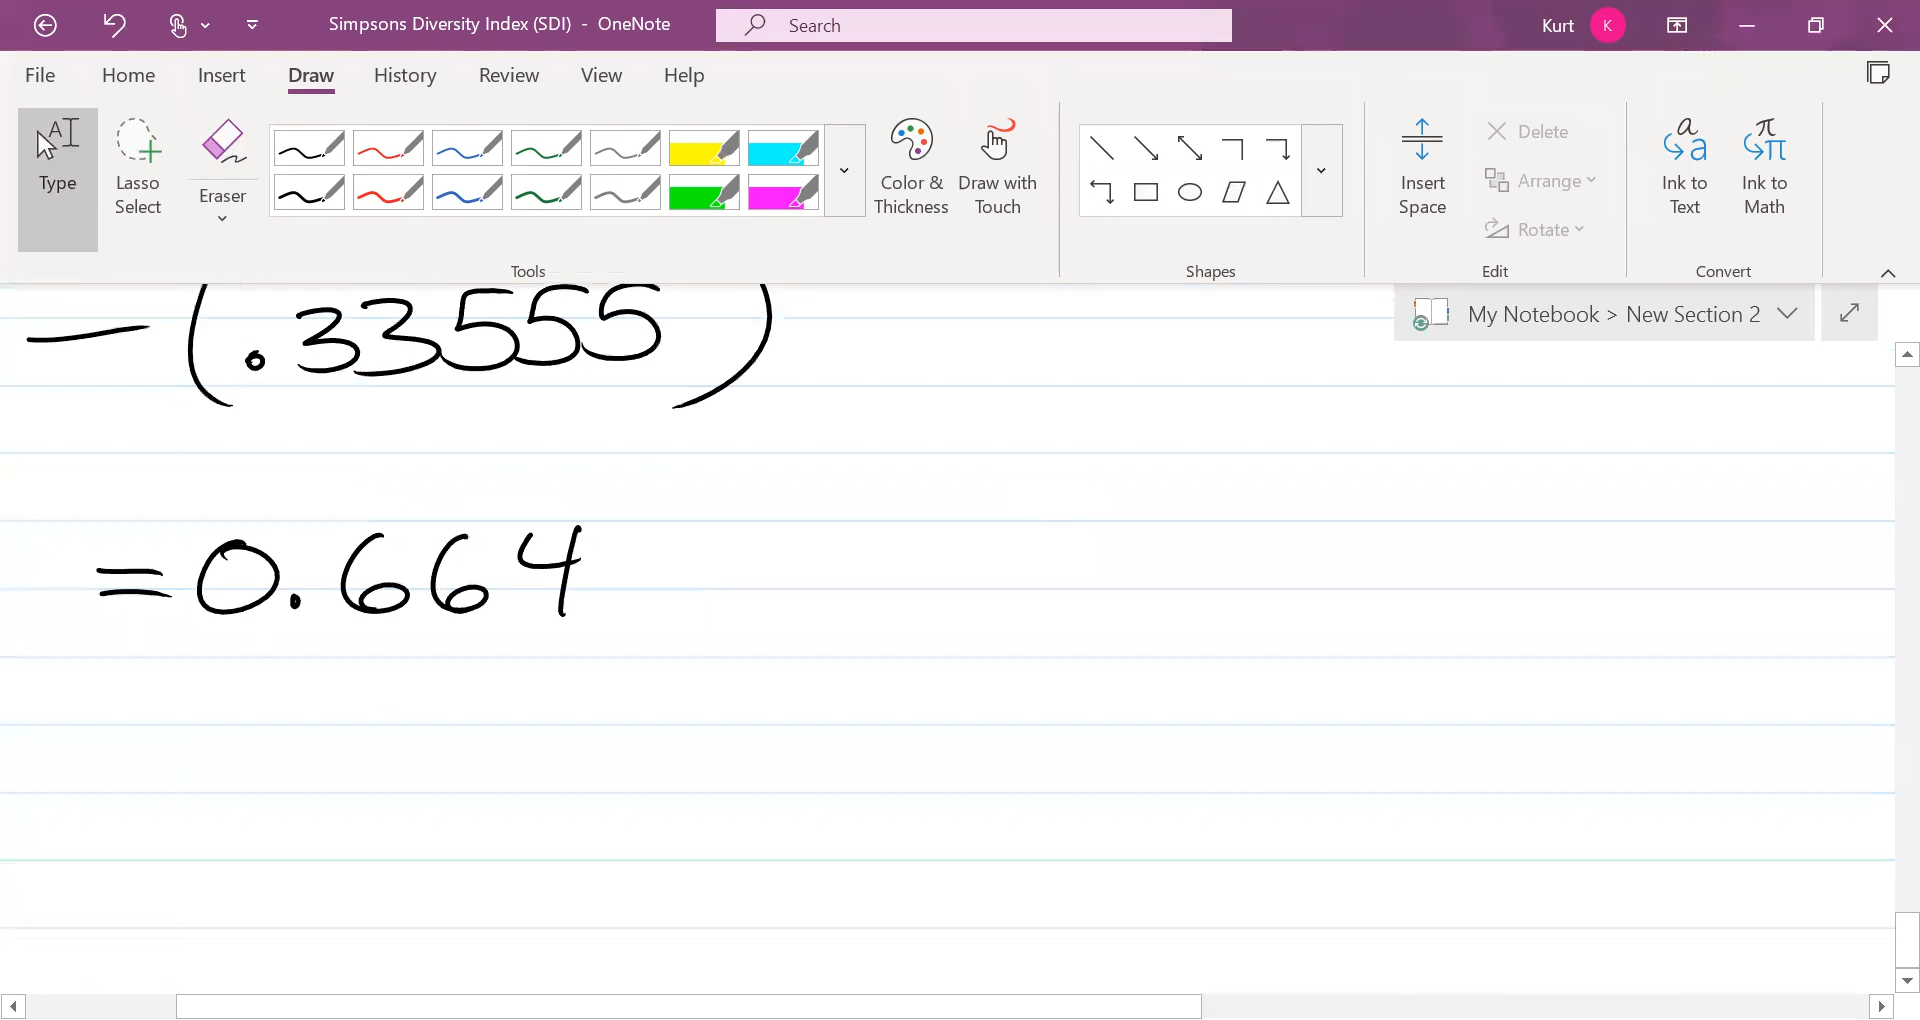 Simpsons Diversity Index (SDI) - OneNote
Search
Kurt
K
File Home Insert Draw History Review View Help
Type
Lasso Select
Eraser
Color & Thickness
Draw with Touch
Insert Space
Delete
Arrange
Rotate
Ink to Text
Ink to Math
Tools
Shapes
Edit
Convert
My Notebook > New Section 2
— (.33555)
= 0.664